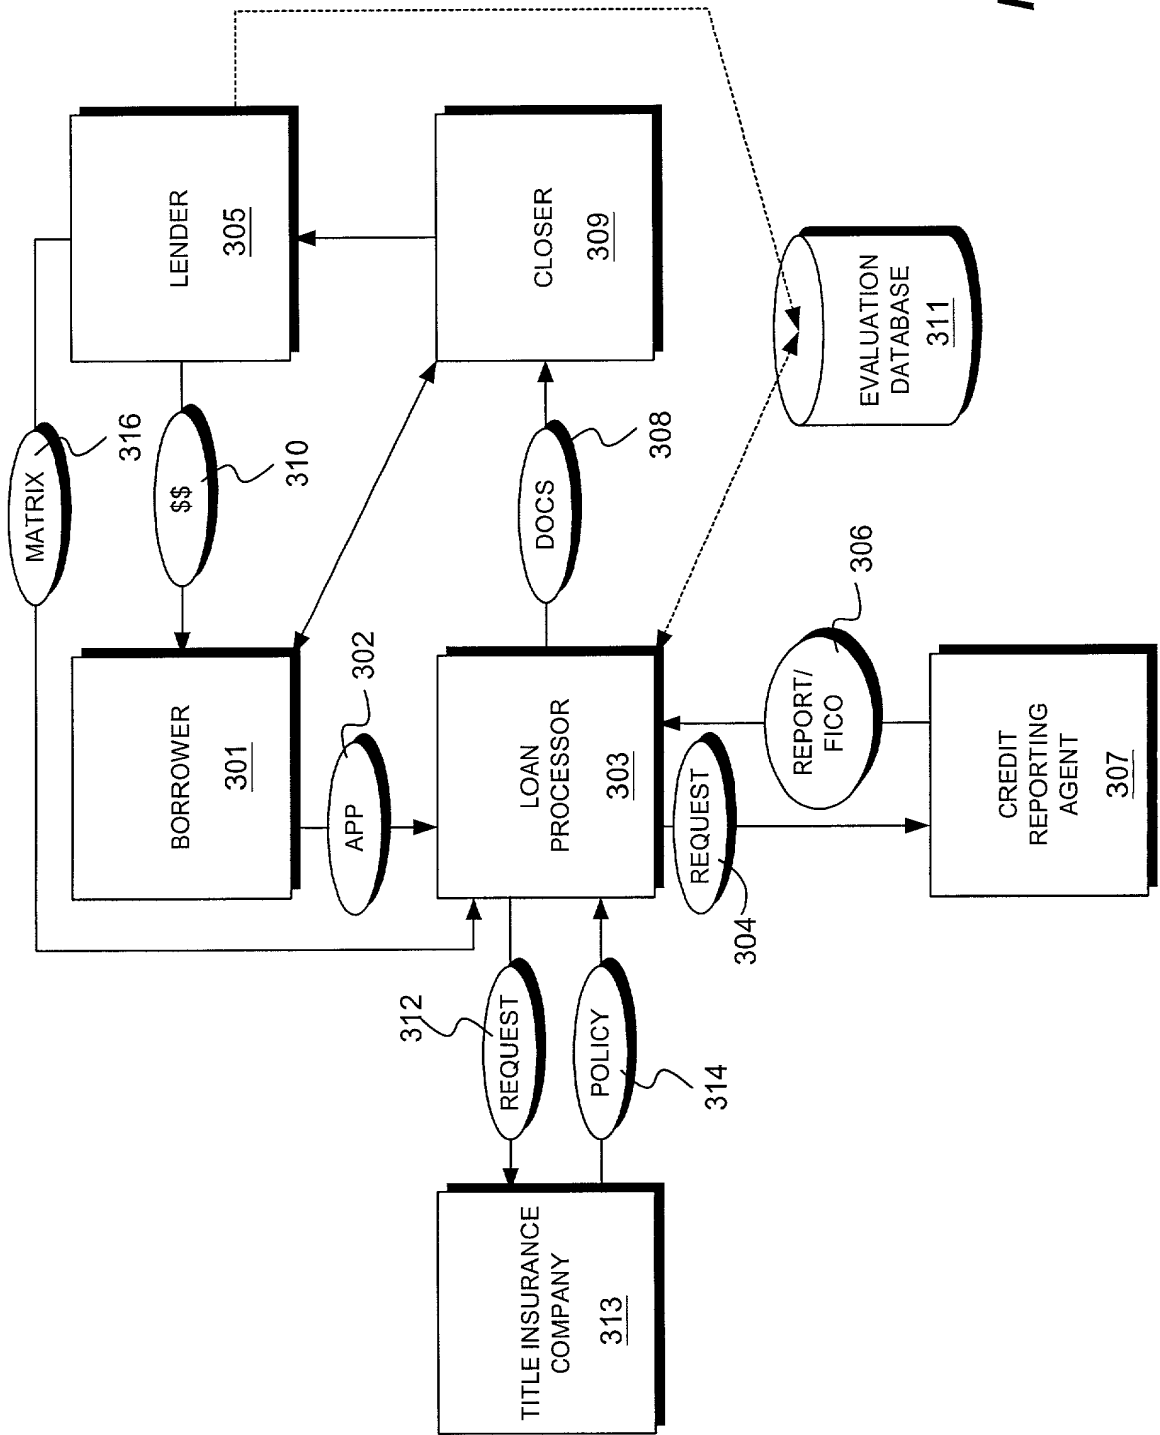 MATRIX
316
LENDER
305
$$
310
BORROWER
301
APP
302
CLOSER
309
DOCS
308
LOAN
PROCESSOR
303
REQUEST
312
POLICY
314
TITLE INSURANCE
COMPANY
313
REQUEST
304
REPORT/
FICO
306
EVALUATION
DATABASE
311
CREDIT
REPORTING
AGENT
307